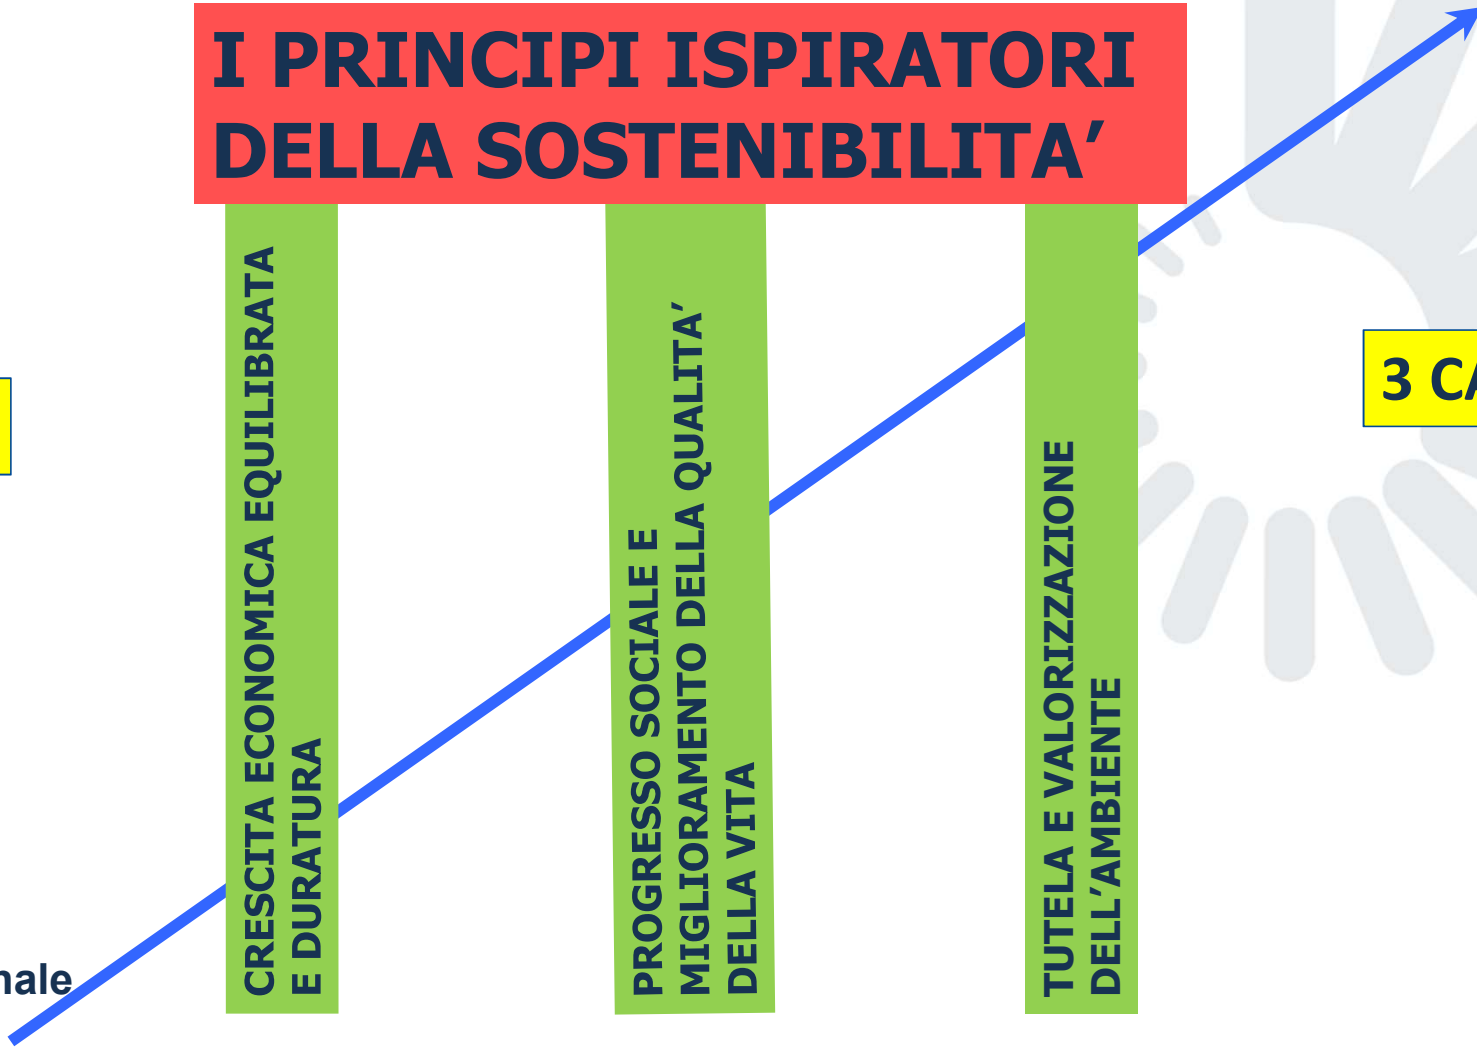 I PRINCIPI ISPIRATORI
DELLA SOSTENIBILITA’
CRESCITA ECONOMICA EQUILIBRATA
E DURATURA
PROGRESSO SOCIALE E
MIGLIORAMENTO DELLA QUALITA’
DELLA VITA
TUTELA E VALORIZZAZIONE
DELL’AMBIENTE
3